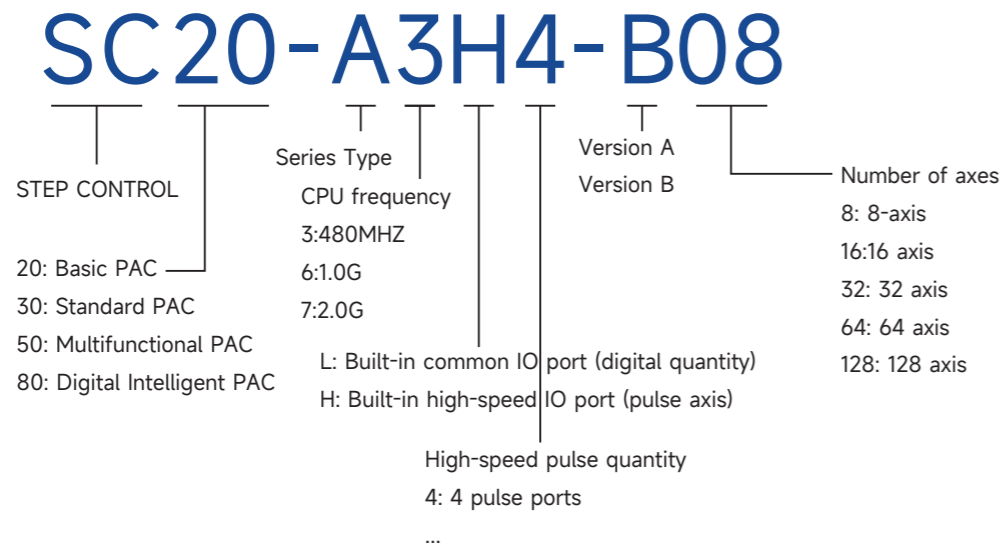 SC20-A3H4-B08
STEP CONTROL
20: Basic PAC
30: Standard PAC
50: Multifunctional PAC
80: Digital Intelligent PAC
Series Type
CPU frequency
3:480MHZ
6:1.0G
7:2.0G
L: Built-in common IO port (digital quantity)
H: Built-in high-speed IO port (pulse axis)
High-speed pulse quantity
4: 4 pulse ports
...
Version A
Version B
Number of axes
8: 8-axis
16:16 axis
32: 32 axis
64: 64 axis
128: 128 axis